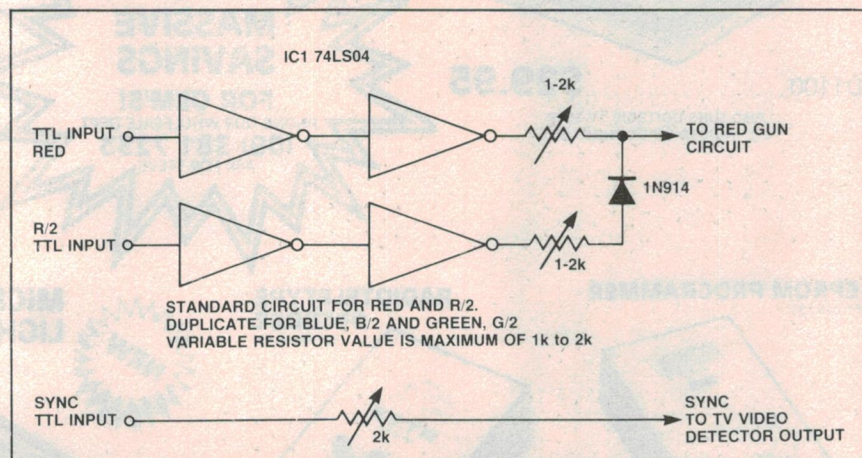 IC1 74LS04
1-2k
TTL INPUT
RED
TO RED GUN
CIRCUIT
1N914
R/2
TTL INPUT
1-2k
STANDARD CIRCUIT OR RED AND R/2.
DUPLICATE FOR BLUE, B/2 AND GREEN, G/2
VARIABLE RESISTOR VALUE IS MAXIMUM OF 1k to 2k
SYNC
TTL INPUT
2k
SYNC
TO TV VIDEO
DETECTOR OUTPUT
MASSIVE
SAVINGS
EPROM PROGRAMMER